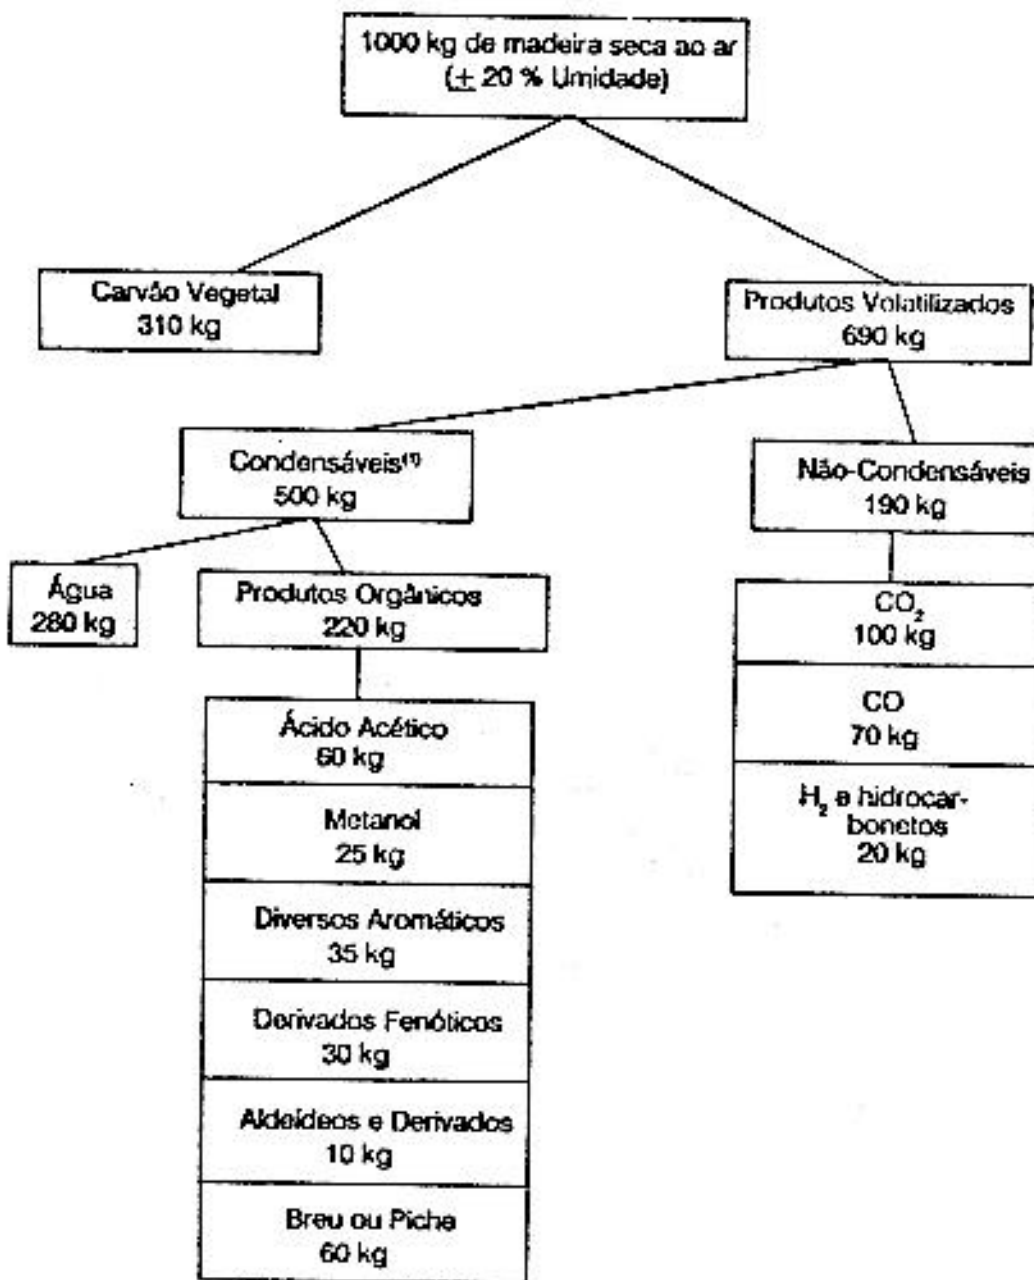 1000 kg de madeira seca ao ar
(± 20 % Umidade)
Carvão Vegetal
310 kg
Produtos Volatilizados
690 kg
Condensáveis⁽¹⁾
500 kg
Não-Condensáveis
190 kg
Água
280 kg
Produtos Orgânicos
220 kg
CO₂
100 kg
CO
70 kg
H₂ e hidrocar-
bonetos
20 kg
Ácido Acético
60 kg
Metanol
25 kg
Diversos Aromáticos
35 kg
Derivados Fenóticos
30 kg
Aldeídeos e Derivados
10 kg
Breu ou Piche
60 kg